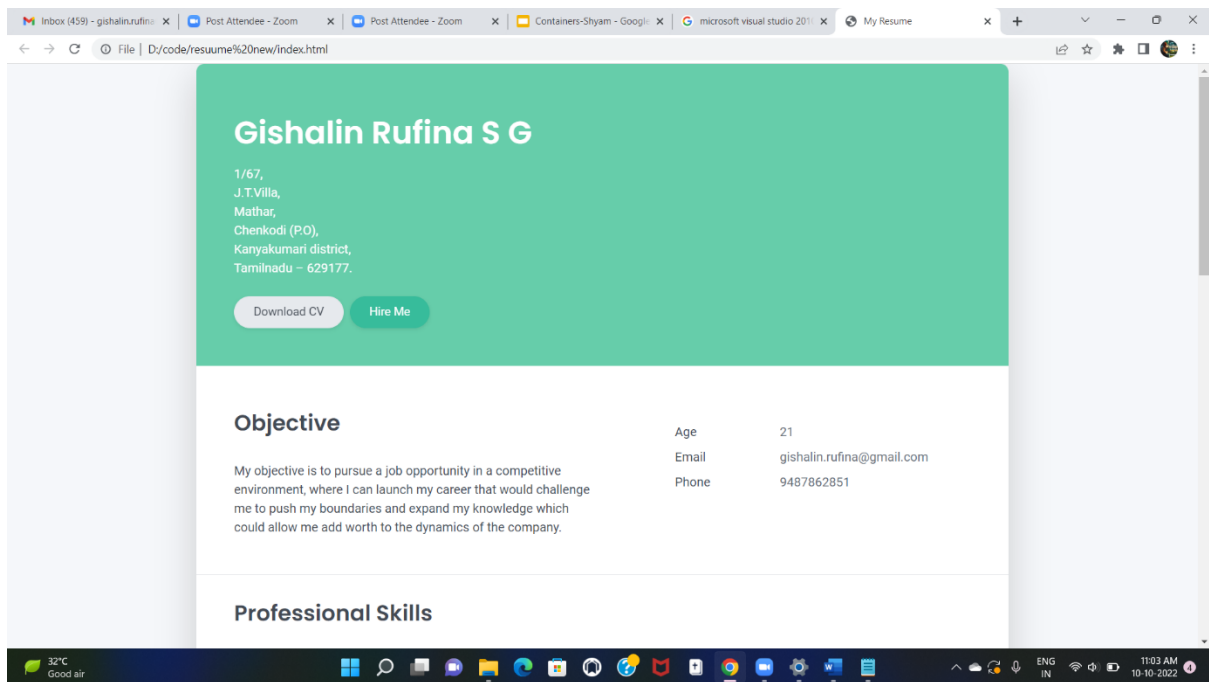 Inbox (459) - gishalin.rufina
Post Attendee - Zoom
Post Attendee - Zoom
Containers-Shyam - Google
microsoft visual studio 201
My Resume
File | D:/code/resuume%20new/index.html
Gishalin Rufina S G
1/67,
J.T.Villa,
Mathar,
Chenkodi (P.O),
Kanyakumari district,
Tamilnadu – 629177.
Download CV
Hire Me
Objective
My objective is to pursue a job opportunity in a competitive
environment, where I can launch my career that would challenge
me to push my boundaries and expand my knowledge which
could allow me add worth to the dynamics of the company.
Age 21
Email gishalin.rufina@gmail.com
Phone 9487862851
Professional Skills
32°C
Good air
ENG
IN
11:03 AM
10-10-2022
4